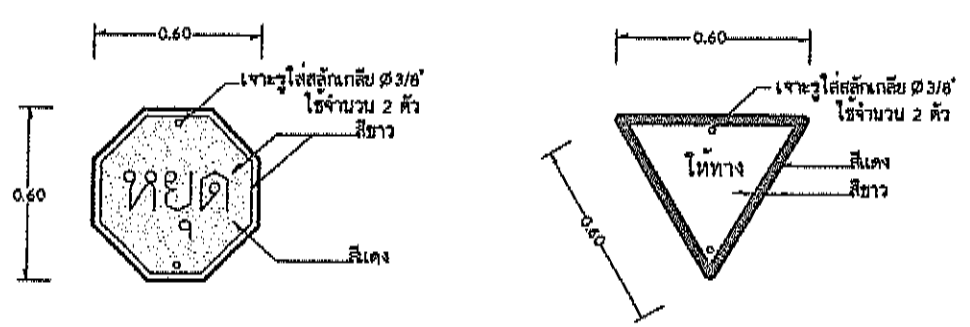 0.60
เจาะรูใส่สลักเกลียว Ø 3/8"
ใช้จำนวน 2 ตัว
สีขาว
0.60
หยุด
สีแดง
0.60
เจาะรูใส่สลักเกลียว Ø 3/8"
ใช้จำนวน 2 ตัว
ให้ทาง
สีแดง
สีขาว
0.60